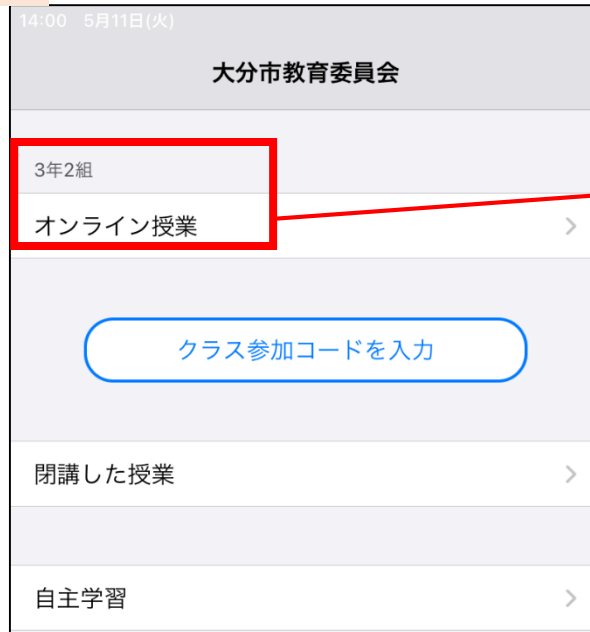 14:00 5月11日(火)
大分市教育委員会
3年2組
オンライン授業
クラス参加コードを入力
閉講した授業
自主学習